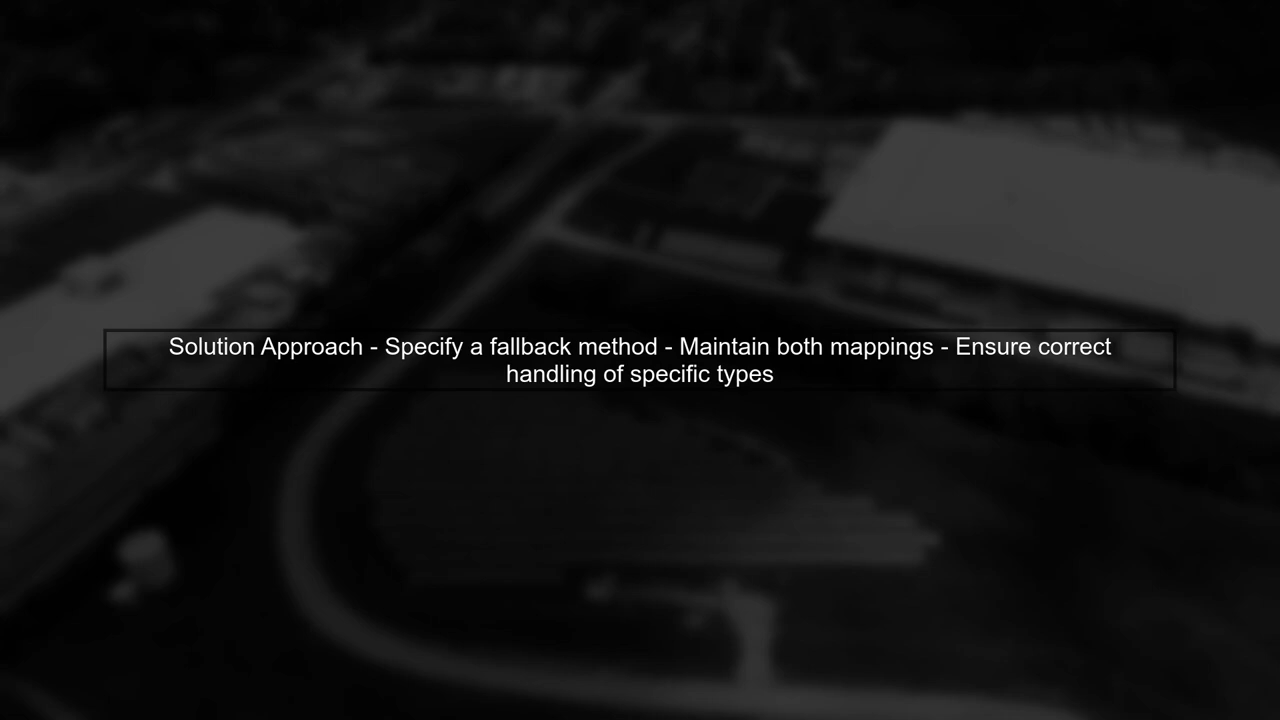 Solution Approach - Specify a fallback method - Maintain both mappings - Ensure correct
handling of specific types